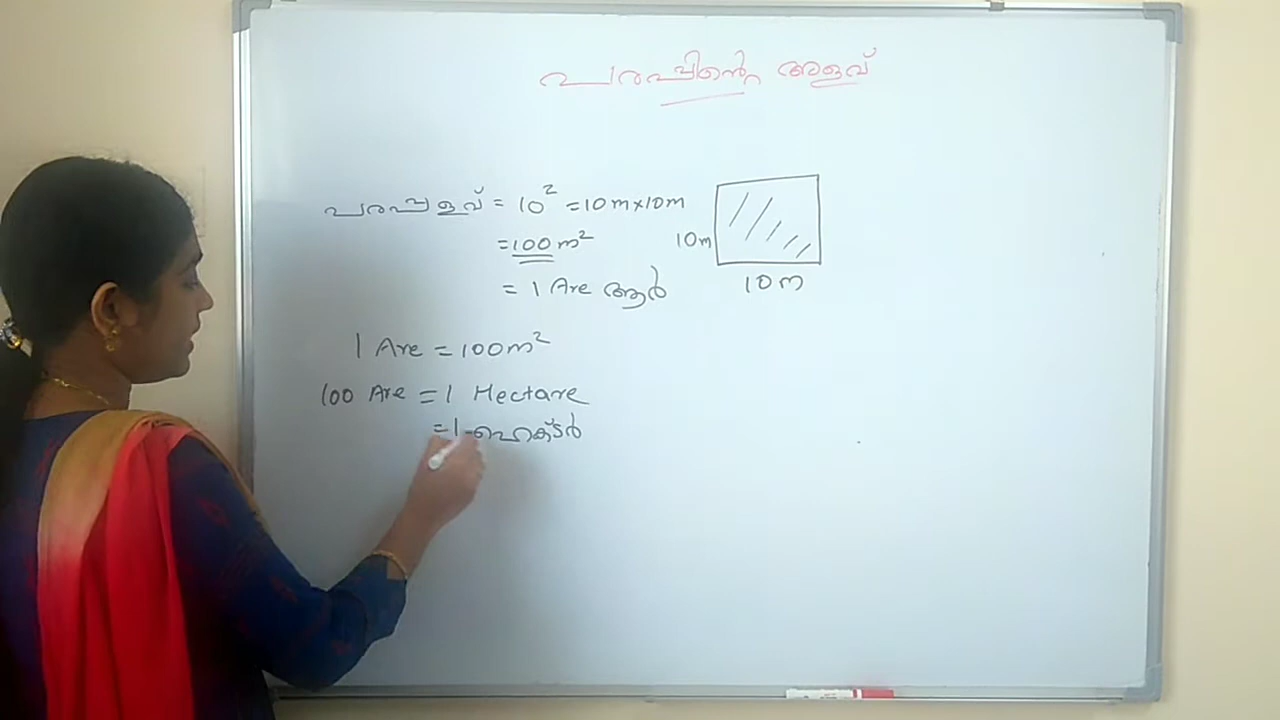 പരപ്പിന്റെ അളവ്
പരപ്പളവ് = 10² = 10m×10m
= 100 m²
= 1 Are ആർ
10m
10m
1 Are = 100m²
100 Are = 1 Hectare
= 1 ഹെക്ടർ